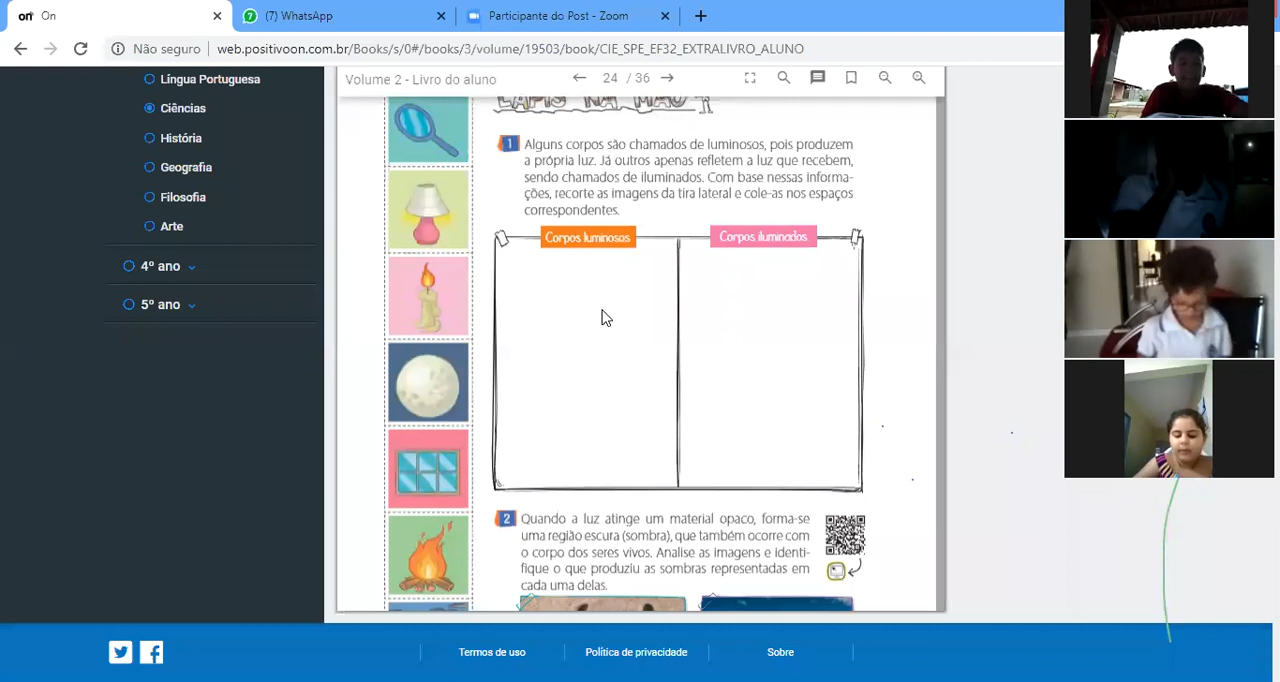 On
(7) WhatsApp
Participante do Post - Zoom
Não seguro
web.positivoon.com.br/Books/s/0#/books/3/volume/19503/book/CIE_SPE_EF32_EXTRALIVRO_ALUNO
Língua Portuguesa
Ciências
História
Geografia
Filosofia
Arte
4º ano
5º ano
Volume 2 - Livro do aluno
24 / 36
LÁPIS NA MÃO
1 Alguns corpos são chamados de luminosos, pois produzem
a própria luz. Já outros apenas refletem a luz que recebem,
sendo chamados de iluminados. Com base nessas informa-
ções, recorte as imagens da tira lateral e cole-as nos espaços
correspondentes.
Corpos luminosos
Corpos iluminados
2 Quando a luz atinge um material opaco, forma-se
uma região escura (sombra), que também ocorre com
o corpo dos seres vivos. Analise as imagens e identi-
fique o que produziu as sombras representadas em
cada uma delas.
Termos de uso
Política de privacidade
Sobre